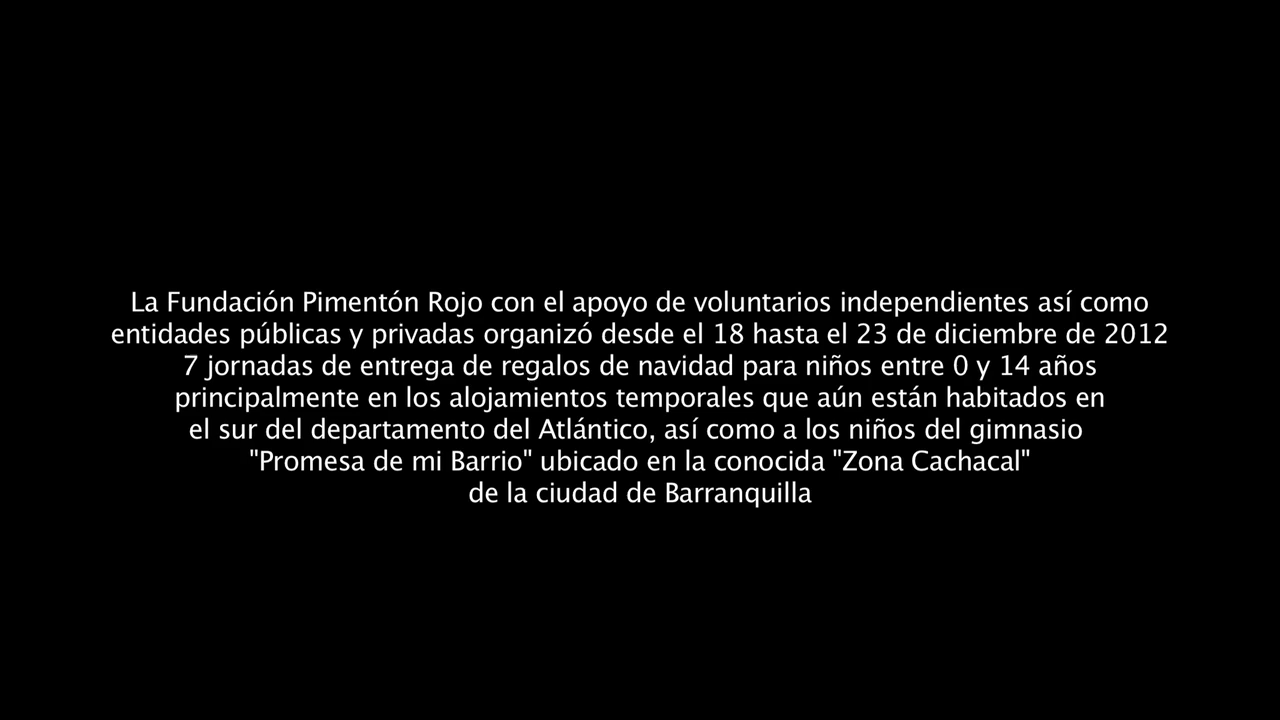 La Fundación Pimentón Rojo con el apoyo de voluntarios independientes así como
entidades públicas y privadas organizó desde el 18 hasta el 23 de diciembre de 2012
7 jornadas de entrega de regalos de navidad para niños entre 0 y 14 años
principalmente en los alojamientos temporales que aún están habitados en
el sur del departamento del Atlántico, así como a los niños del gimnasio
"Promesa de mi Barrio" ubicado en la conocida "Zona Cachacal"
de la ciudad de Barranquilla